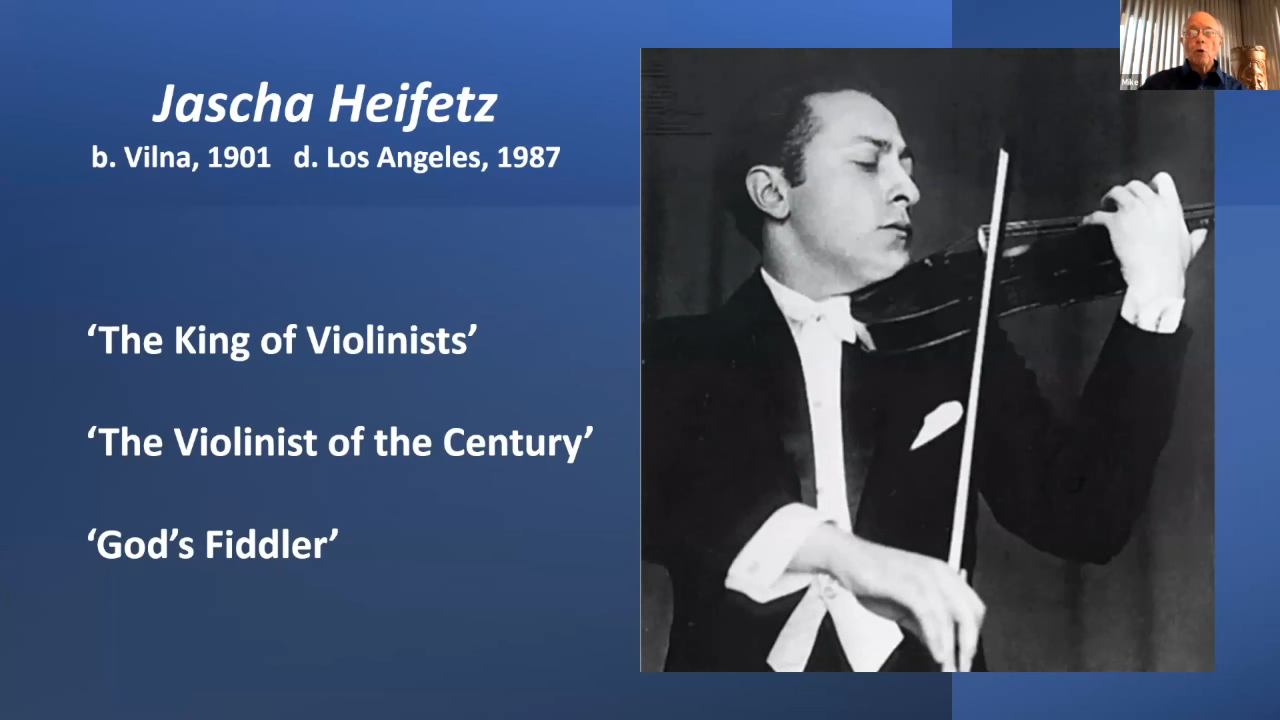 Jascha Heifetz
b. Vilna, 1901 d. Los Angeles, 1987
‘The King of Violinists’
‘The Violinist of the Century’
‘God’s Fiddler’
Mike